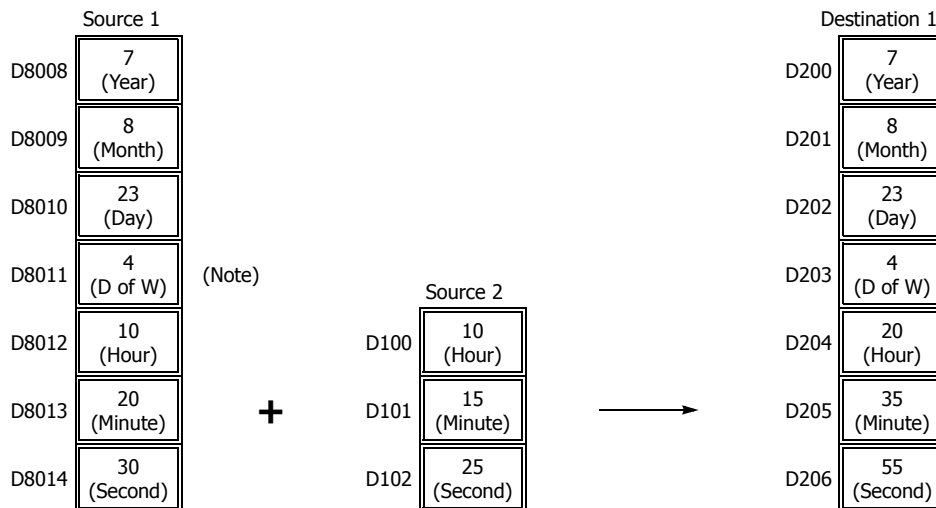 Source 1
Destination 1
D8008
7
(Year)
D200
7
(Year)
D8009
8
(Month)
D201
8
(Month)
D8010
23
(Day)
D202
23
(Day)
D8011
4
(D of W)
(Note)
D203
4
(D of W)
Source 2
D8012
10
(Hour)
D100
10
(Hour)
D204
20
(Hour)
D8013
20
(Minute)
+
D101
15
(Minute)
D205
35
(Minute)
D8014
30
(Second)
D102
25
(Second)
D206
55
(Second)